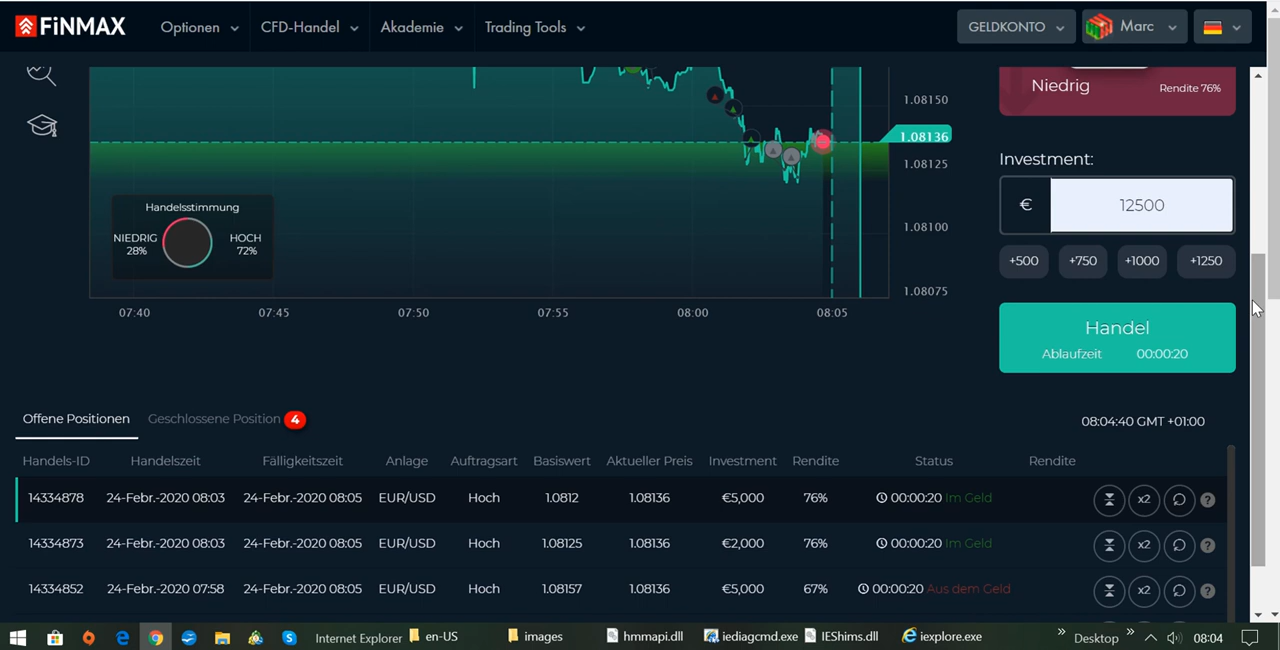 FiNMAX Optionen CFD-Handel Akademie Trading Tools GELDKONTO Marc
Niedrig Rendite 76%
1.08150
1.08136
1.08125
1.08100
1.08075
Handelsstimmung
NIEDRIG HOCH
28% 72%
07:40 07:45 07:50 07:55 08:00 08:05
Investment:
€ 12500
+500 +750 +1000 +1250
Handel
Ablaufzeit 00:00:20
Offene Positionen Geschlossene Position 4 08:04:40 GMT +01:00
Handels-ID Handelszeit Fälligkeitszeit Anlage Auftragsart Basiswert Aktueller Preis Investment Rendite Status Rendite
14334878 24-Febr.-2020 08:03 24-Febr.-2020 08:05 EUR/USD Hoch 1.0812 1.08136 €5,000 76% 00:00:20 Im Geld x2 ?
14334873 24-Febr.-2020 08:03 24-Febr.-2020 08:05 EUR/USD Hoch 1.08125 1.08136 €2,000 76% 00:00:20 Im Geld x2 ?
14334852 24-Febr.-2020 07:58 24-Febr.-2020 08:05 EUR/USD Hoch 1.08157 1.08136 €5,000 67% 00:00:20 Aus dem Geld x2 ?
Internet Explorer en-US images hmmapi.dll iediagcmd.exe IEShims.dll iexplore.exe » Desktop » 08:04